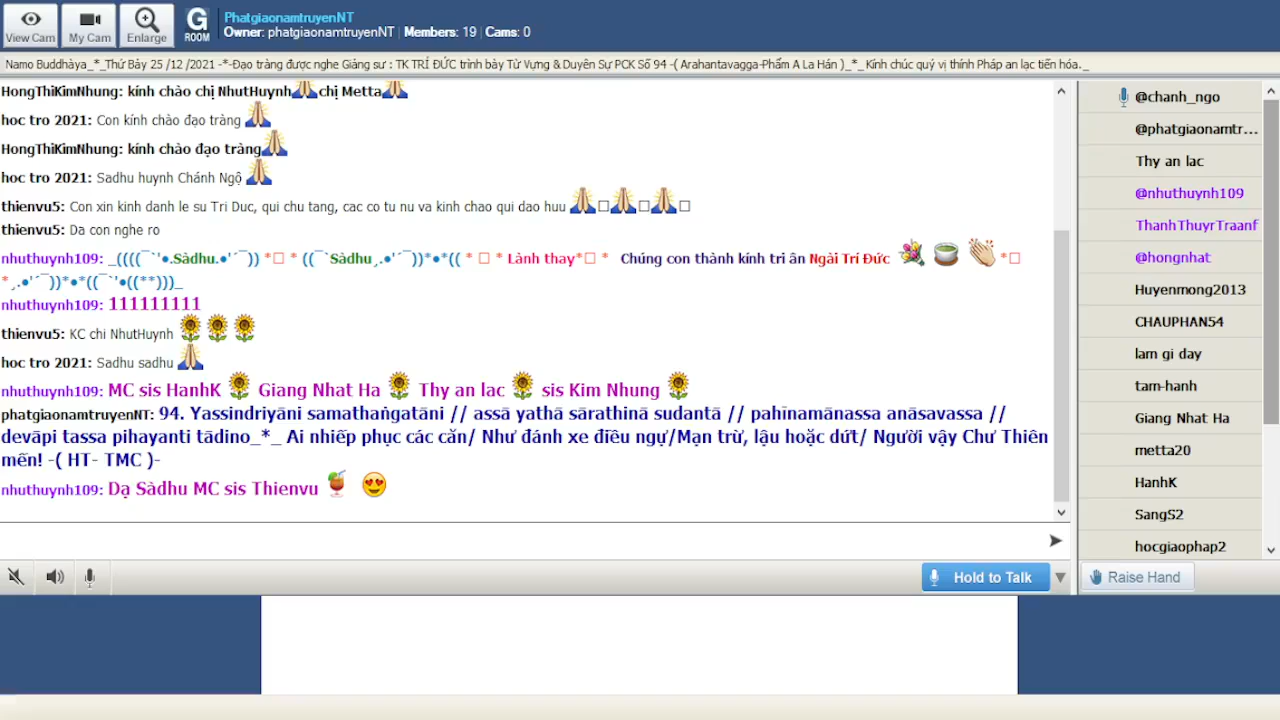 View Cam
My Cam
Enlarge
G
ROOM
PhatgiaonamtruyenNT
Owner: phatgiaonamtruyenNT | Members: 19 | Cams: 0
Namo Buddhàya_*_Thứ Bảy 25 /12 /2021 -*-Đạo tràng được nghe Giảng sư : TK TRÍ ĐỨC trình bày Từ Vựng & Duyên Sự PCK Số 94 -( Arahantavagga-Phẩm A La Hán )_*_ Kính chúc quý vị thính Pháp an lạc tiến hóa._
HongThiKimNhung: kính chào chị NhutHuynh🙏chị Metta🙏
hoc tro 2021: Con kính chào đạo tràng 🙏
HongThiKimNhung: kính chào đạo tràng🙏
hoc tro 2021: Sadhu huynh Chánh Ngộ 🙏
thienvu5: Con xin kinh danh le su Tri Duc, qui chu tang, cac co tu nu va kinh chao qui dao huu 🙏□🙏□🙏□
thienvu5: Da con nghe ro
nhuthuynh109: _((((¯`'●.Sàdhu.●'´¯)) *□ * ((¯`Sàdhu¸.●'´¯))*●*(( * □ * Lành thay*□ * Chúng con thành kính tri ân Ngài Trí Đức 💐 🍵 👏 *□
*¸.●'´¯))*●*((¯`'●((**)))_
nhuthuynh109: 111111111
thienvu5: KC chi NhutHuynh 🌻🌻🌻
hoc tro 2021: Sadhu sadhu 🙏
nhuthuynh109: MC sis HanhK 🌻 Giang Nhat Ha 🌻 Thy an lac 🌻 sis Kim Nhung 🌻
phatgiaonamtruyenNT: 94. Yassindriyāni samathaṅgatāni // assā yathā sārathinā sudantā // pahīnamānassa anāsavassa //
devāpi tassa pihayanti tādino_*_ Ai nhiếp phục các căn/ Như đánh xe điều ngự/Mạn trừ, lậu hoặc dứt/ Người vậy Chư Thiên
mến! -( HT- TMC )-
nhuthuynh109: Dạ Sàdhu MC sis Thienvu 🍹 😍
Hold to Talk
@chanh_ngo
@phatgiaonamtr...
Thy an lac
@nhuthuynh109
ThanhThuyrTraanf
@hongnhat
Huyenmong2013
CHAUPHAN54
lam gi day
tam-hanh
Giang Nhat Ha
metta20
HanhK
SangS2
hocgiaophap2
Raise Hand